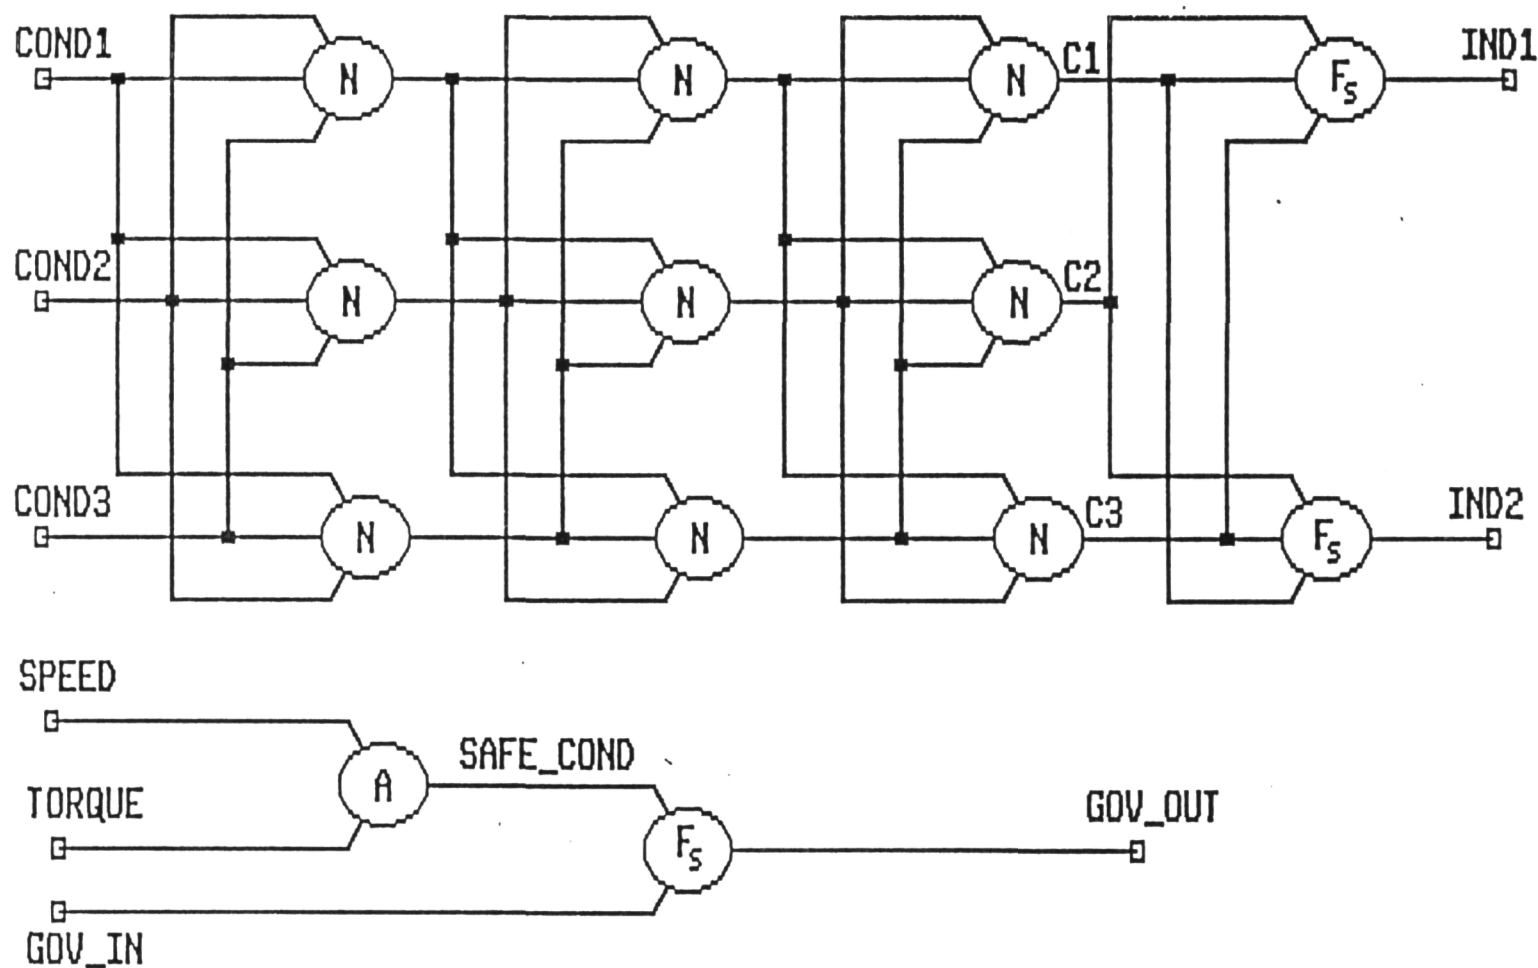 COND1
N
N
N
C1
Fs
IND1
COND2
N
N
N
C2
COND3
N
N
N
C3
Fs
IND2
SPEED
A
SAFE_COND
TORQUE
Fs
GOV_OUT
GOV_IN